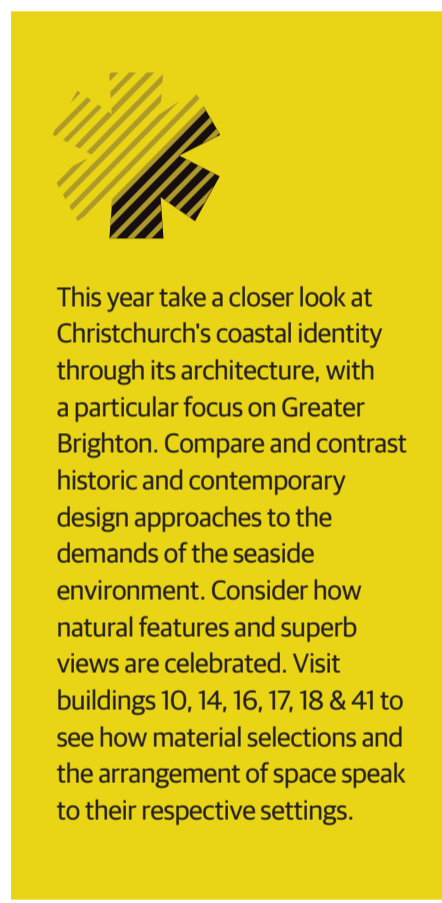 This year take a closer look at
Christchurch's coastal identity
through its architecture, with
a particular focus on Greater
Brighton. Compare and contrast
historic and contemporary
design approaches to the
demands of the seaside
environment. Consider how
natural features and superb
views are celebrated. Visit
buildings 10, 14, 16, 17, 18 & 41 to
see how material selections and
the arrangement of space speak
to their respective settings.